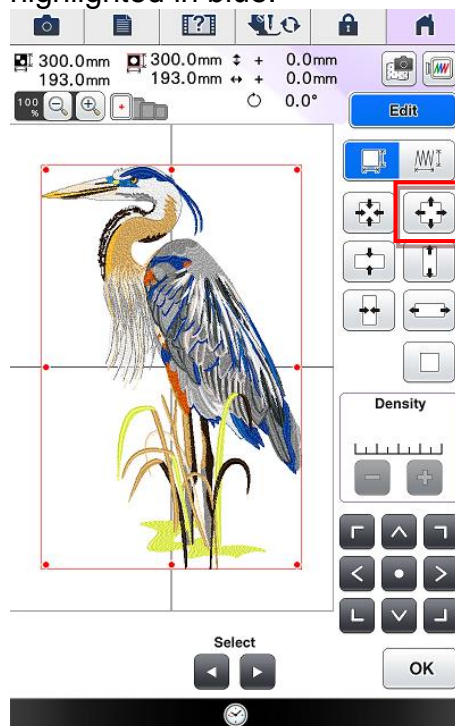 highlighted in blue.
300.0mm 300.0mm + 0.0mm
193.0mm 193.0mm + 0.0mm
100 % 0.0°
Edit
Density
Select
OK